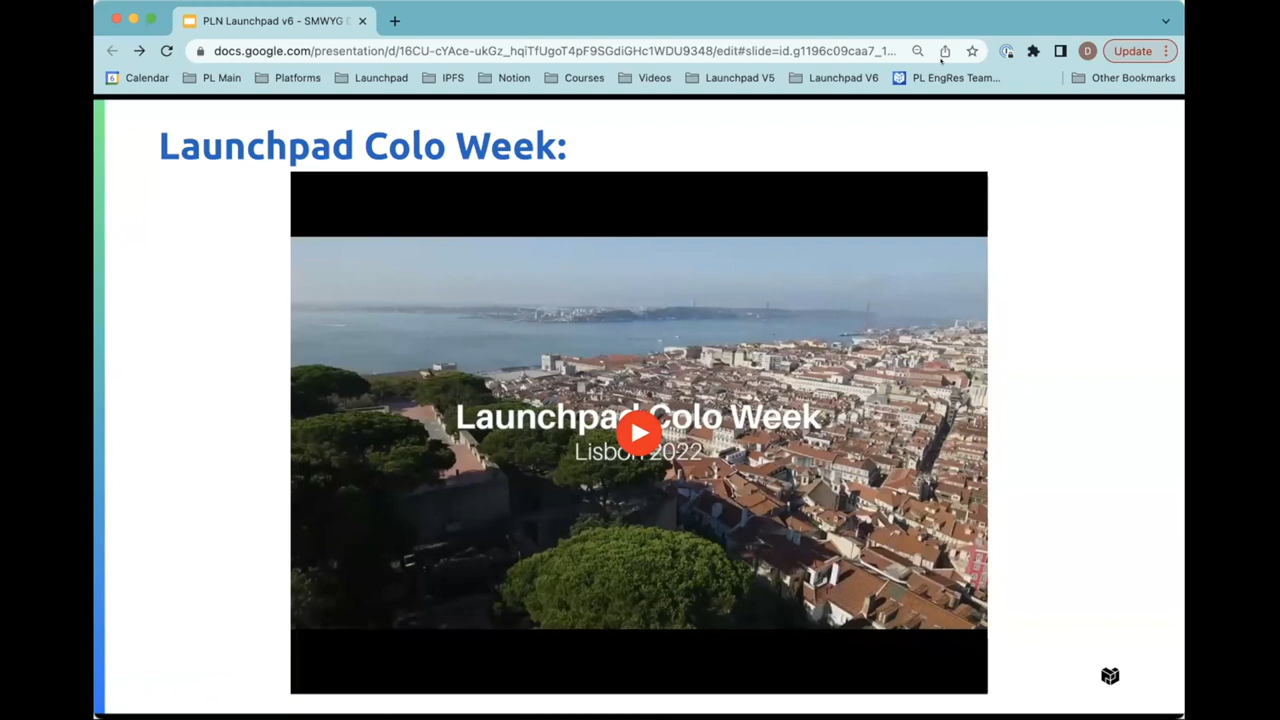 PLN Launchpad v6 - SMWYG
docs.google.com/presentation/d/16CU-cYAce-ukGz_hqiTfUgoT4pF9SGdiGHc1WDU9348/edit#slide=id.g1196c09caa7_1...
D
Update
6 Calendar PL Main Platforms Launchpad IPFS Notion Courses Videos Launchpad V5 Launchpad V6 PL EngRes Team... Other Bookmarks
Launchpad Colo Week:
Launchpad Colo Week
Lisbon 2022